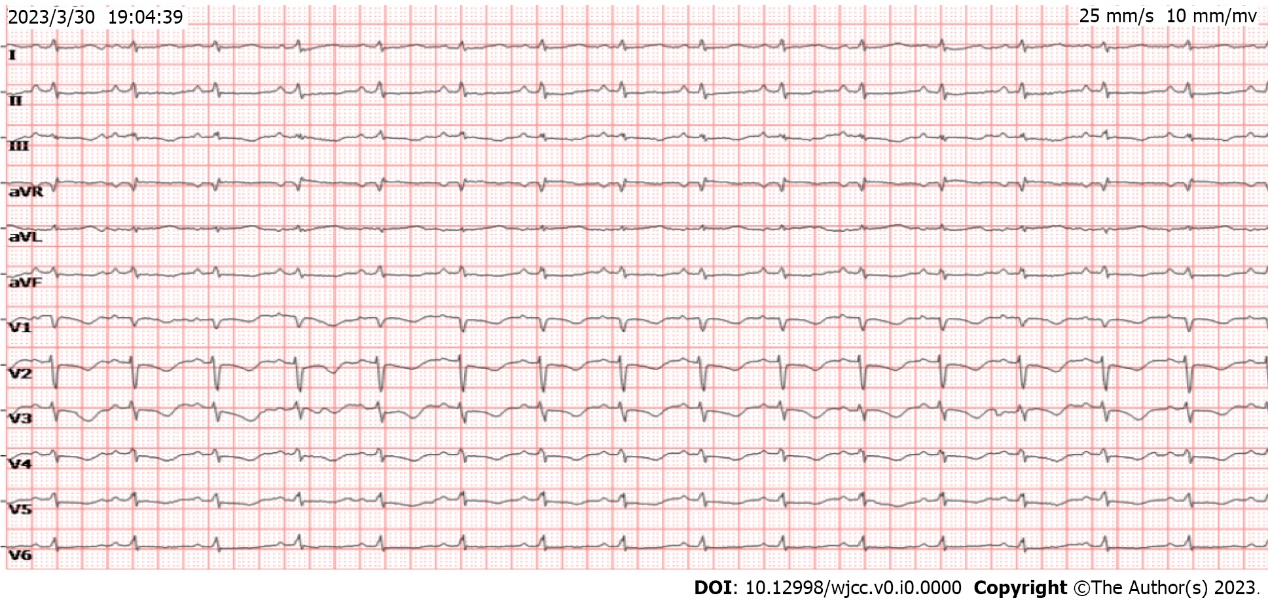 2023/3/30 19:04:39
25 mm/s 10 mm/mv
I
II
III
aVR
aVL
aVF
V1
V2
V3
V4
V5
V6
DOI: 10.12998/wjcc.v0.i0.0000 Copyright ©The Author(s) 2023.